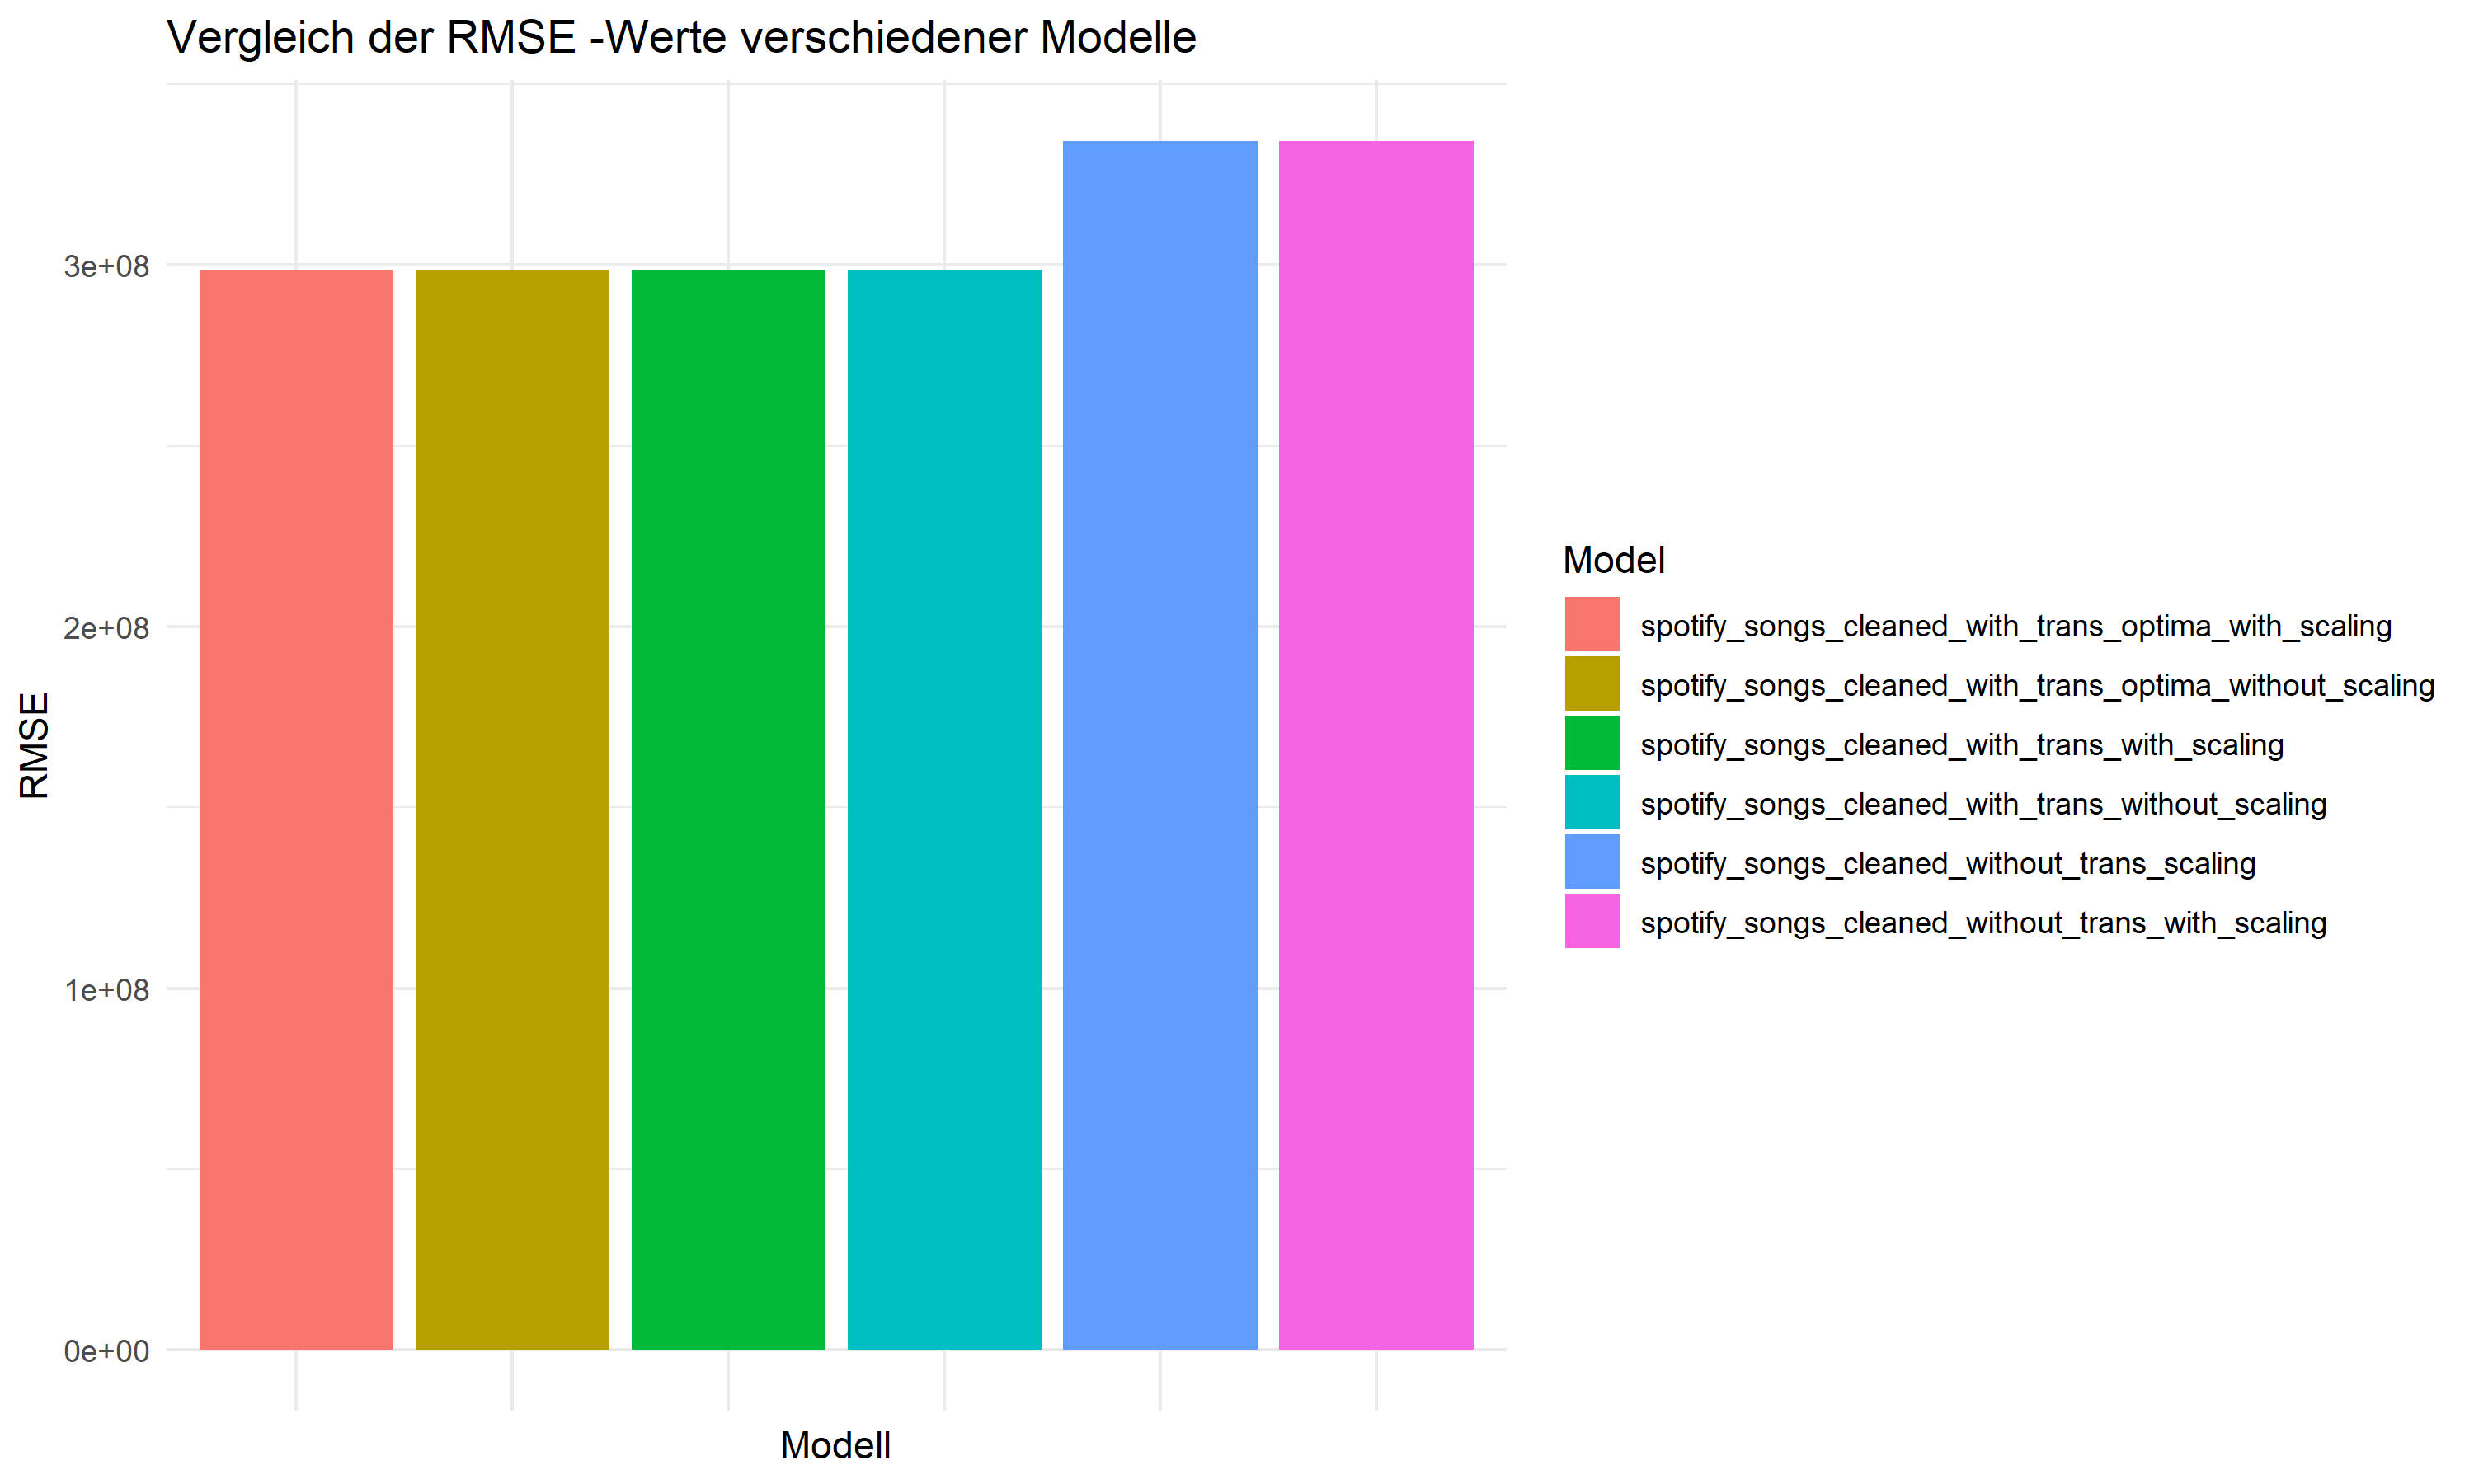 Vergleich der RMSE -Werte verschiedener Modelle
3e+08
2e+08
1e+08
0e+00
RMSE
Modell
Model
spotify_songs_cleaned_with_trans_optima_with_scaling
spotify_songs_cleaned_with_trans_optima_without_scaling
spotify_songs_cleaned_with_trans_with_scaling
spotify_songs_cleaned_with_trans_without_scaling
spotify_songs_cleaned_without_trans_scaling
spotify_songs_cleaned_without_trans_with_scaling